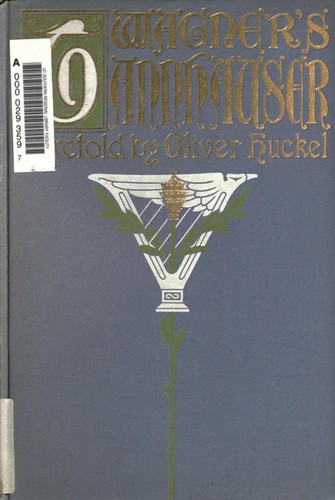 WAGNER'S
TANNHÄUSER
retold by Oliver Huckel
A
000 029 359
7